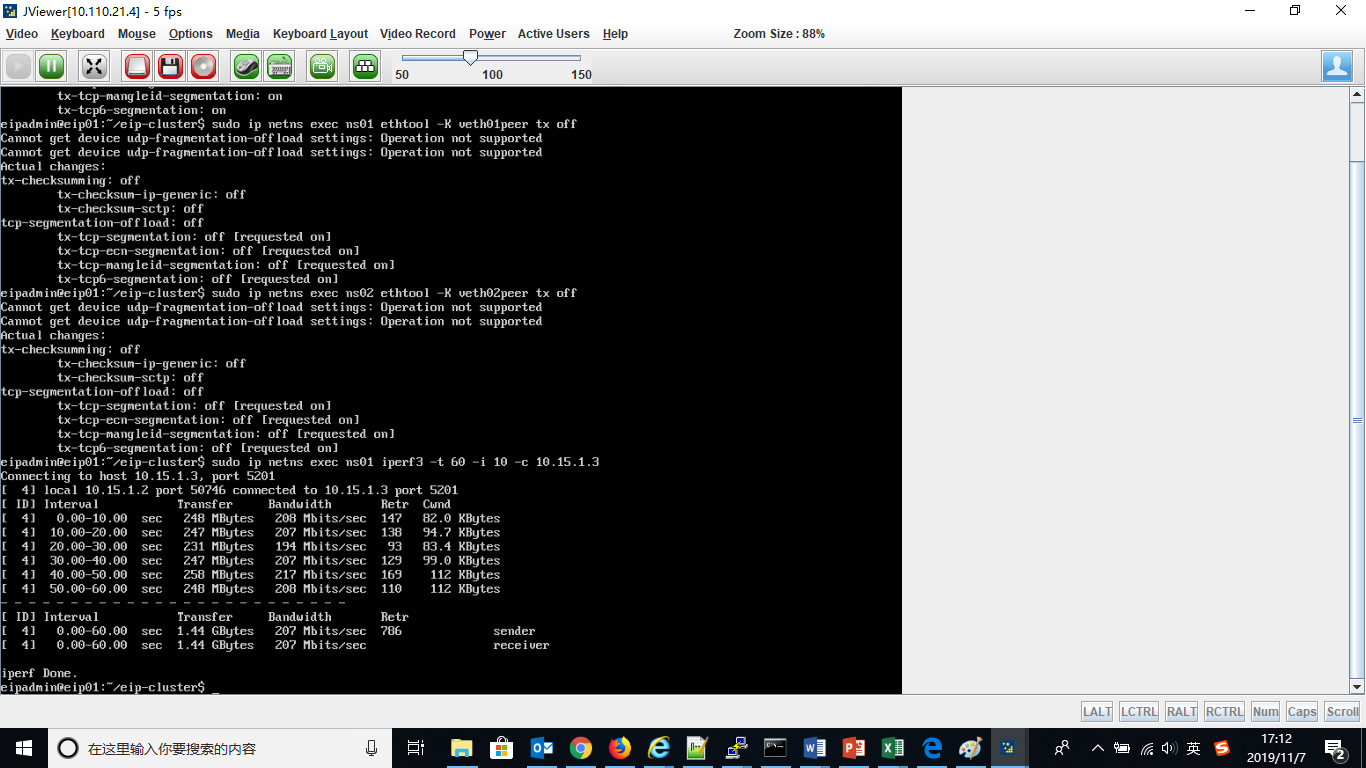 JViewer[10.110.21.4] - 5 fps
Video Keyboard Mouse Options Media Keyboard Layout Video Record Power Active Users Help Zoom Size : 88%
50 100 150
tx-tcp-mangleid-segmentation: on
tx-tcp6-segmentation: on
eipadmin@eip01:~/eip-cluster$ sudo ip netns exec ns01 ethtool -K veth01peer tx off
Cannot get device udp-fragmentation-offload settings: Operation not supported
Cannot get device udp-fragmentation-offload settings: Operation not supported
Actual changes:
tx-checksumming: off
tx-checksum-ip-generic: off
tx-checksum-sctp: off
tcp-segmentation-offload: off
tx-tcp-segmentation: off [requested on]
tx-tcp-ecn-segmentation: off [requested on]
tx-tcp-mangleid-segmentation: off [requested on]
tx-tcp6-segmentation: off [requested on]
eipadmin@eip01:~/eip-cluster$ sudo ip netns exec ns02 ethtool -K veth02peer tx off
Cannot get device udp-fragmentation-offload settings: Operation not supported
Cannot get device udp-fragmentation-offload settings: Operation not supported
Actual changes:
tx-checksumming: off
tx-checksum-ip-generic: off
tx-checksum-sctp: off
tcp-segmentation-offload: off
tx-tcp-segmentation: off [requested on]
tx-tcp-ecn-segmentation: off [requested on]
tx-tcp-mangleid-segmentation: off [requested on]
tx-tcp6-segmentation: off [requested on]
eipadmin@eip01:~/eip-cluster$ sudo ip netns exec ns01 iperf3 -t 60 -i 10 -c 10.15.1.3
Connecting to host 10.15.1.3, port 5201
[  4] local 10.15.1.2 port 50746 connected to 10.15.1.3 port 5201
[ ID] Interval Transfer Bandwidth Retr Cwnd
[  4] 0.00-10.00 sec 248 MBytes 208 Mbits/sec 147 82.0 KBytes
[  4] 10.00-20.00 sec 247 MBytes 207 Mbits/sec 138 94.7 KBytes
[  4] 20.00-30.00 sec 231 MBytes 194 Mbits/sec 93 83.4 KBytes
[  4] 30.00-40.00 sec 247 MBytes 207 Mbits/sec 129 99.0 KBytes
[  4] 40.00-50.00 sec 258 MBytes 217 Mbits/sec 169 112 KBytes
[  4] 50.00-60.00 sec 248 MBytes 208 Mbits/sec 110 112 KBytes
- - - - - - - - - - - - - - - - - - - - - - - - -
[ ID] Interval Transfer Bandwidth Retr
[  4] 0.00-60.00 sec 1.44 GBytes 207 Mbits/sec 786 sender
[  4] 0.00-60.00 sec 1.44 GBytes 207 Mbits/sec receiver
iperf Done.
eipadmin@eip01:~/eip-cluster$ _
LALT LCTRL RALT RCTRL Num Caps Scroll
在这里输入你要搜索的内容
英
17:12
2019/11/7
2